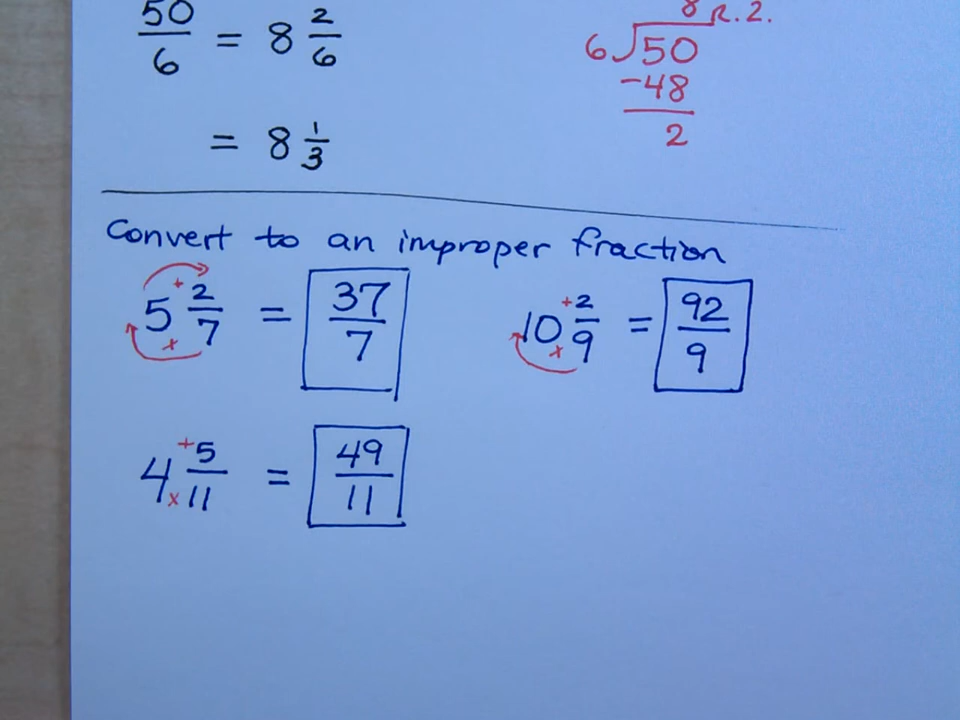 50/6 = 8 2/6
= 8 1/3
8 R. 2.
6 50
-48
2
Convert to an improper fraction
5 + 2/7 x = 37/7
10 + 2/9 x = 92/9
4 + 5/11 x = 49/11